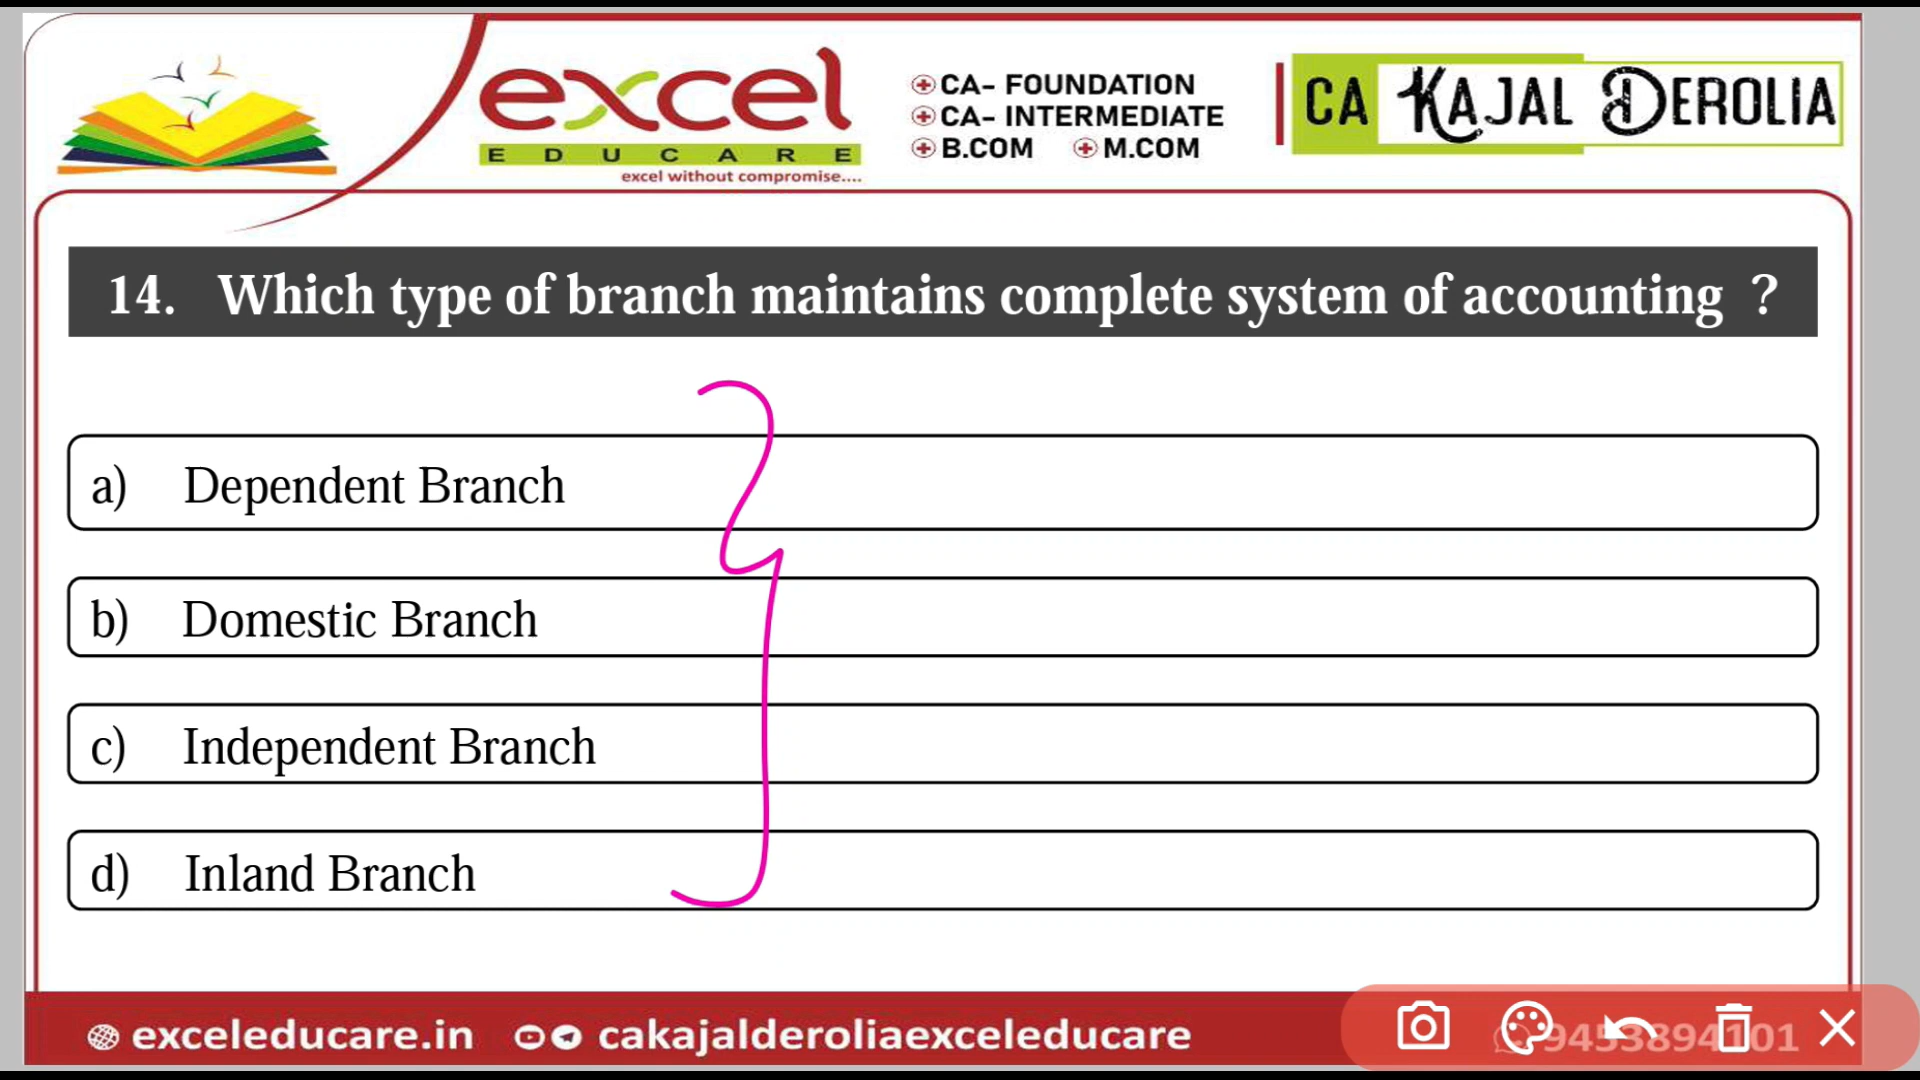 excel
EDUCARE
excel without compromise....
CA- FOUNDATION
CA- INTERMEDIATE
B.COM M.COM
CA KAJAL DEROLIA
14. Which type of branch maintains complete system of accounting ?
a) Dependent Branch
b) Domestic Branch
c) Independent Branch
d) Inland Branch
exceleducare.in cakajalderoliaexceleducare